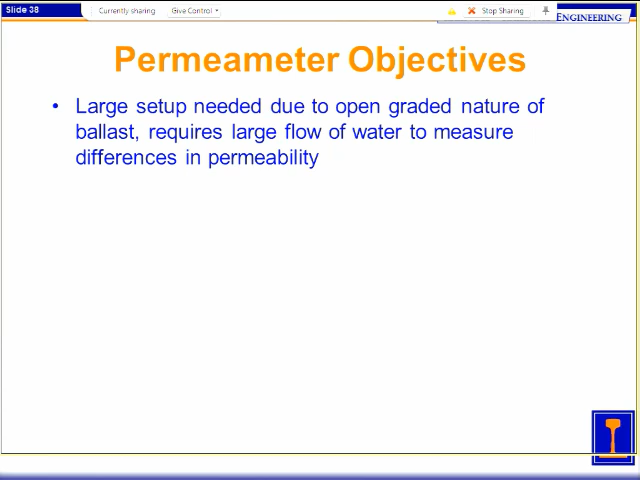 Slide 38
Currently sharing
Give Control
Stop Sharing
ENGINEERING
Permeameter Objectives
• Large setup needed due to open graded nature of
ballast, requires large flow of water to measure
differences in permeability